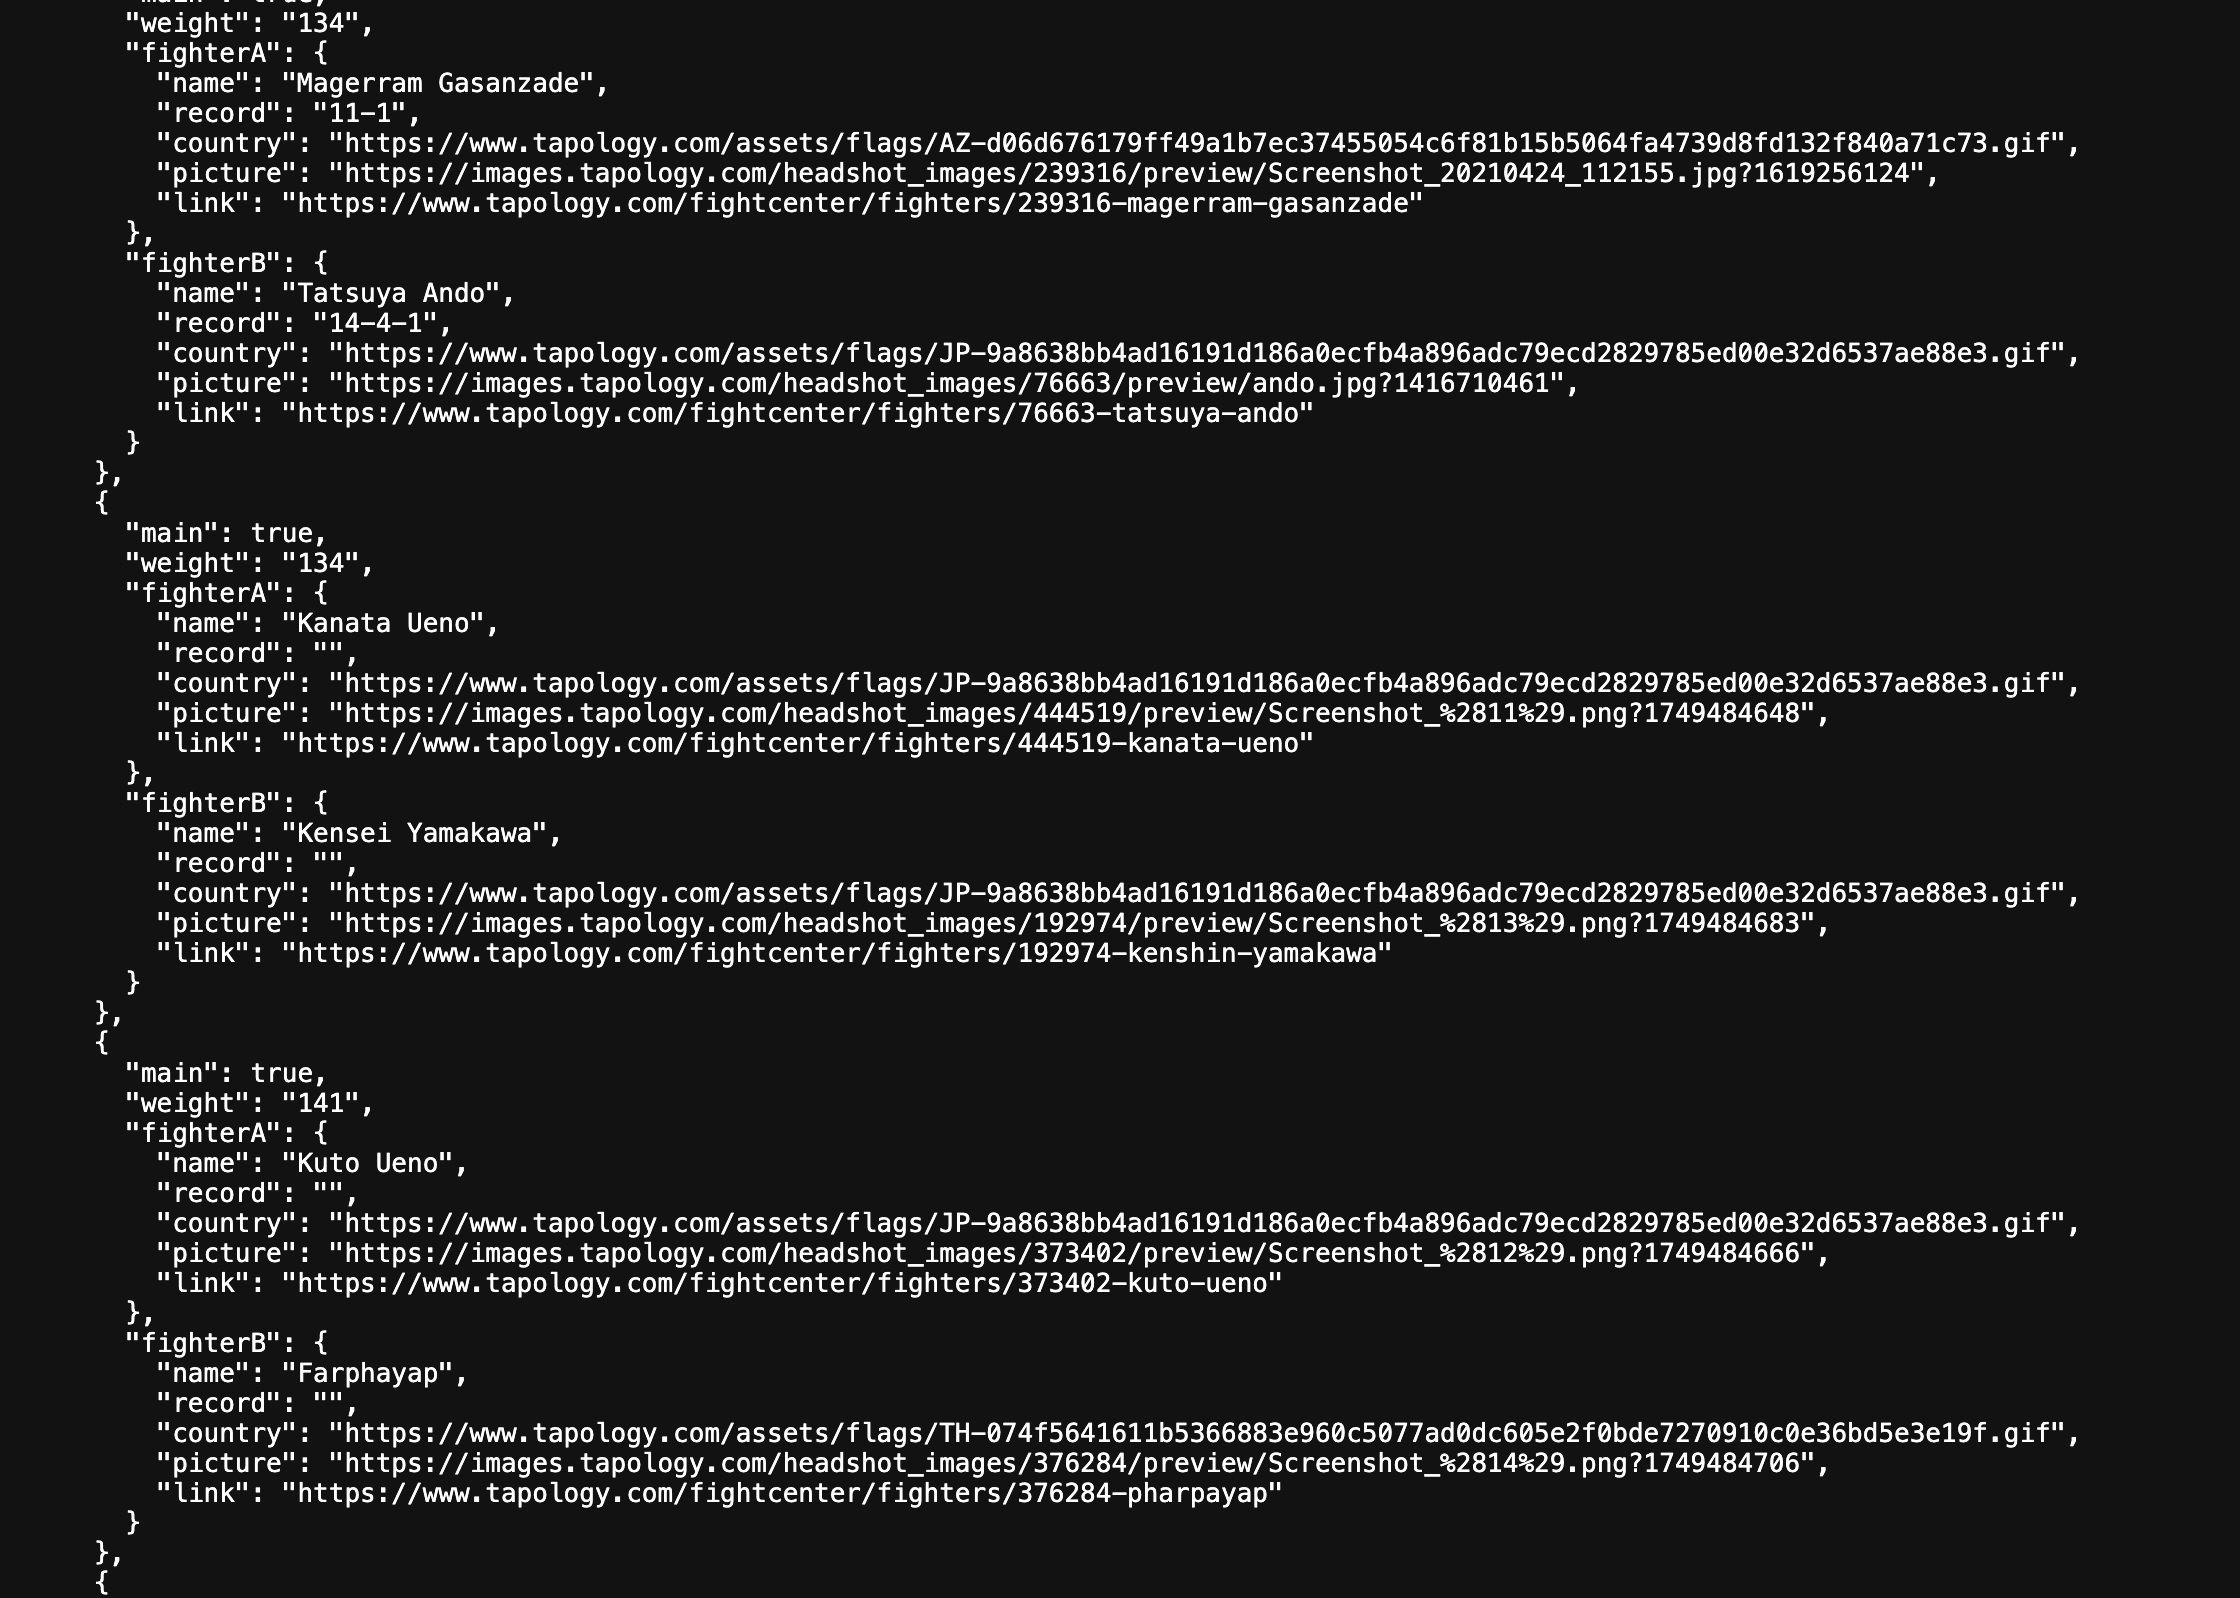 "main": true,
"weight": "134",
"fighterA": {
"name": "Magerram Gasanzade",
"record": "11-1",
"country": "https://www.tapology.com/assets/flags/AZ-d06d676179ff49a1b7ec37455054c6f81b15b5064fa4739d8fd132f840a71c73.gif",
"picture": "https://images.tapology.com/headshot_images/239316/preview/Screenshot_20210424_112155.jpg?1619256124",
"link": "https://www.tapology.com/fightcenter/fighters/239316-magerram-gasanzade"
},
"fighterB": {
"name": "Tatsuya Ando",
"record": "14-4-1",
"country": "https://www.tapology.com/assets/flags/JP-9a8638bb4ad16191d186a0ecfb4a896adc79ecd2829785ed00e32d6537ae88e3.gif",
"picture": "https://images.tapology.com/headshot_images/76663/preview/ando.jpg?1416710461",
"link": "https://www.tapology.com/fightcenter/fighters/76663-tatsuya-ando"
}
},
{
"main": true,
"weight": "134",
"fighterA": {
"name": "Kanata Ueno",
"record": "",
"country": "https://www.tapology.com/assets/flags/JP-9a8638bb4ad16191d186a0ecfb4a896adc79ecd2829785ed00e32d6537ae88e3.gif",
"picture": "https://images.tapology.com/headshot_images/444519/preview/Screenshot_%2811%29.png?1749484648",
"link": "https://www.tapology.com/fightcenter/fighters/444519-kanata-ueno"
},
"fighterB": {
"name": "Kensei Yamakawa",
"record": "",
"country": "https://www.tapology.com/assets/flags/JP-9a8638bb4ad16191d186a0ecfb4a896adc79ecd2829785ed00e32d6537ae88e3.gif",
"picture": "https://images.tapology.com/headshot_images/192974/preview/Screenshot_%2813%29.png?1749484683",
"link": "https://www.tapology.com/fightcenter/fighters/192974-kenshin-yamakawa"
}
},
{
"main": true,
"weight": "141",
"fighterA": {
"name": "Kuto Ueno",
"record": "",
"country": "https://www.tapology.com/assets/flags/JP-9a8638bb4ad16191d186a0ecfb4a896adc79ecd2829785ed00e32d6537ae88e3.gif",
"picture": "https://images.tapology.com/headshot_images/373402/preview/Screenshot_%2812%29.png?1749484666",
"link": "https://www.tapology.com/fightcenter/fighters/373402-kuto-ueno"
},
"fighterB": {
"name": "Farphayap",
"record": "",
"country": "https://www.tapology.com/assets/flags/TH-074f5641611b5366883e960c5077ad0dc605e2f0bde7270910c0e36bd5e3e19f.gif",
"picture": "https://images.tapology.com/headshot_images/376284/preview/Screenshot_%2814%29.png?1749484706",
"link": "https://www.tapology.com/fightcenter/fighters/376284-pharpayap"
}
},
{